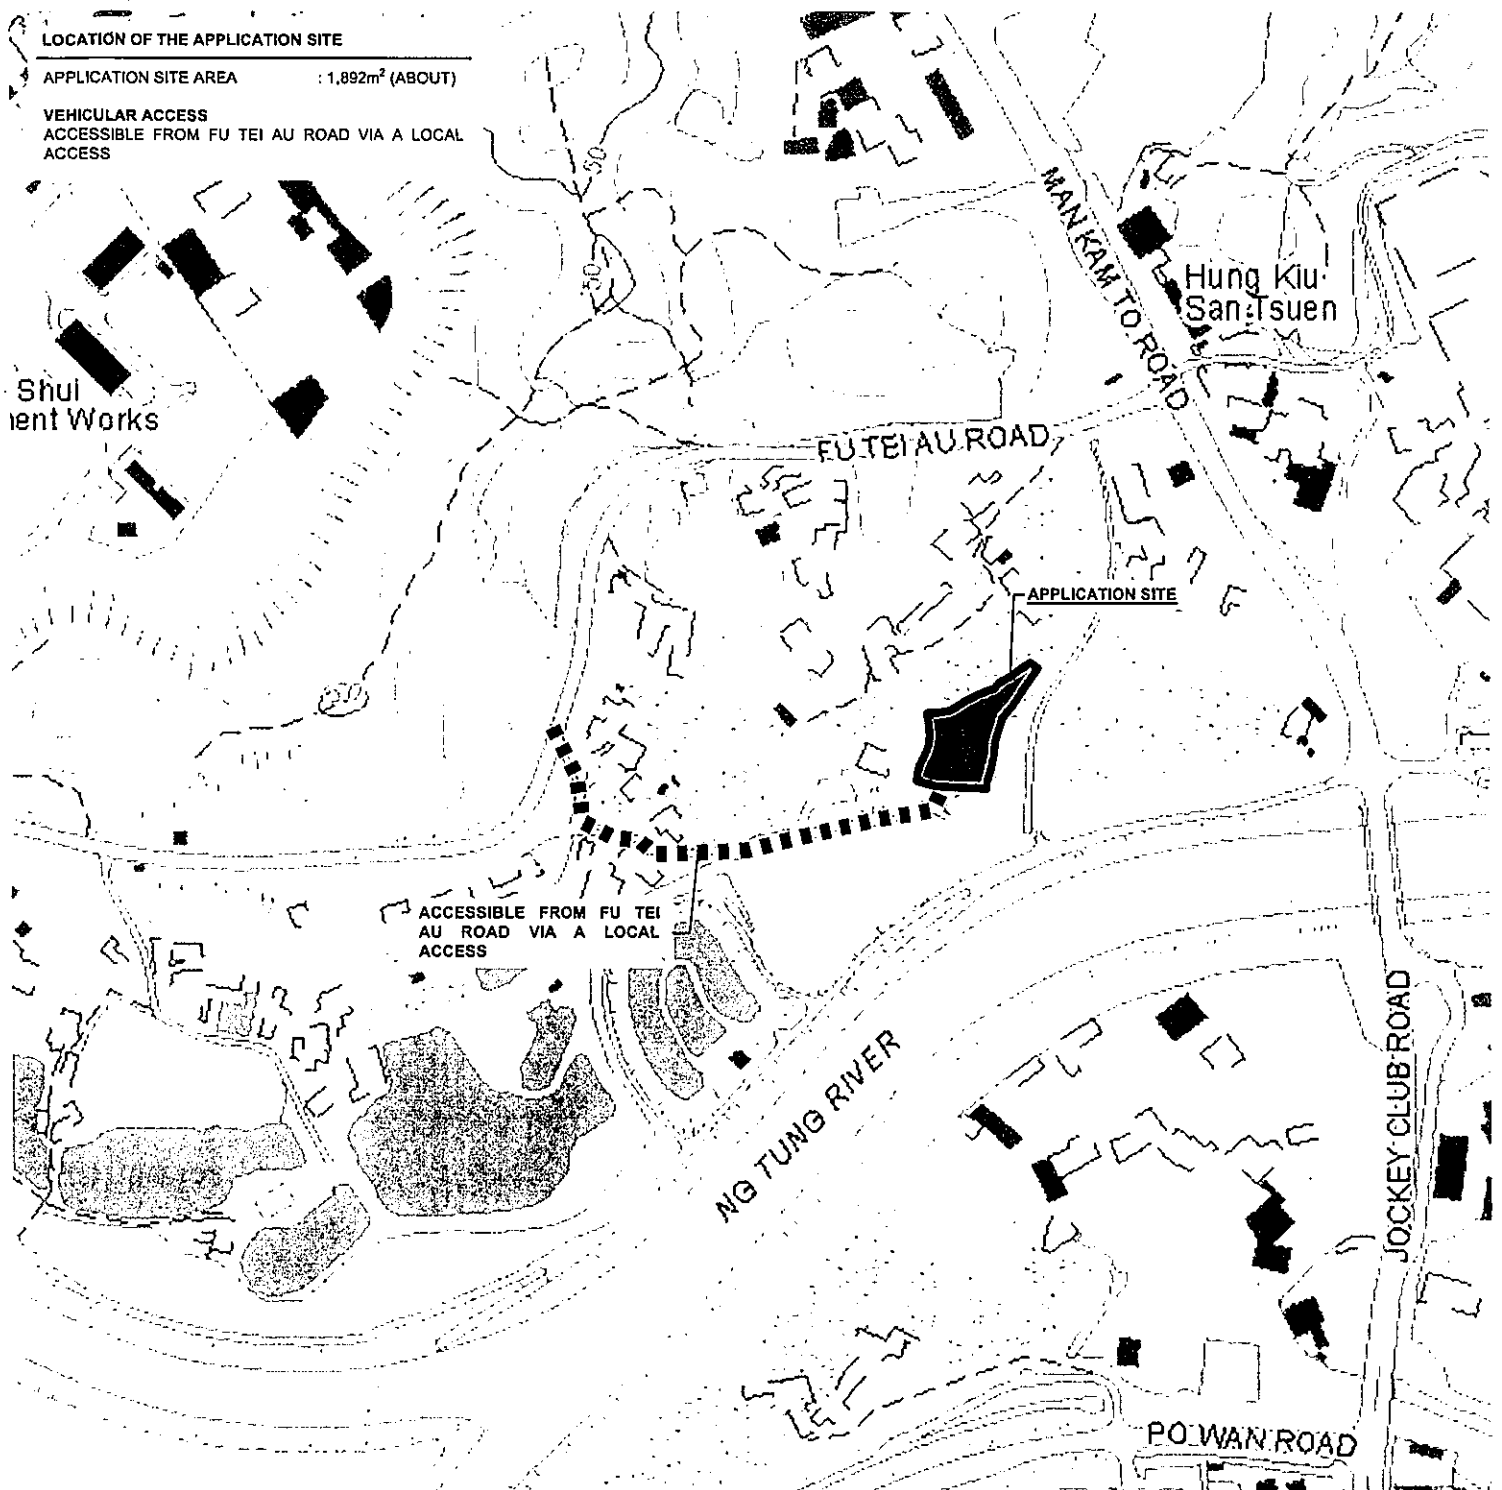 LOCATION OF THE APPLICATION SITE
APPLICATION SITE AREA : 1,892m² (ABOUT)
VEHICULAR ACCESS
ACCESSIBLE FROM FU TEI AU ROAD VIA A LOCAL
ACCESS
50
50
MAN KAM TO ROAD
Hung Kiu
San Tsuen
Shui
ent Works
FU TEI AU ROAD
APPLICATION SITE
ACCESSIBLE FROM FU TEI
AU ROAD VIA A LOCAL
ACCESS
NG TUNG RIVER
JOCKEY CLUB ROAD
PO WAN ROAD